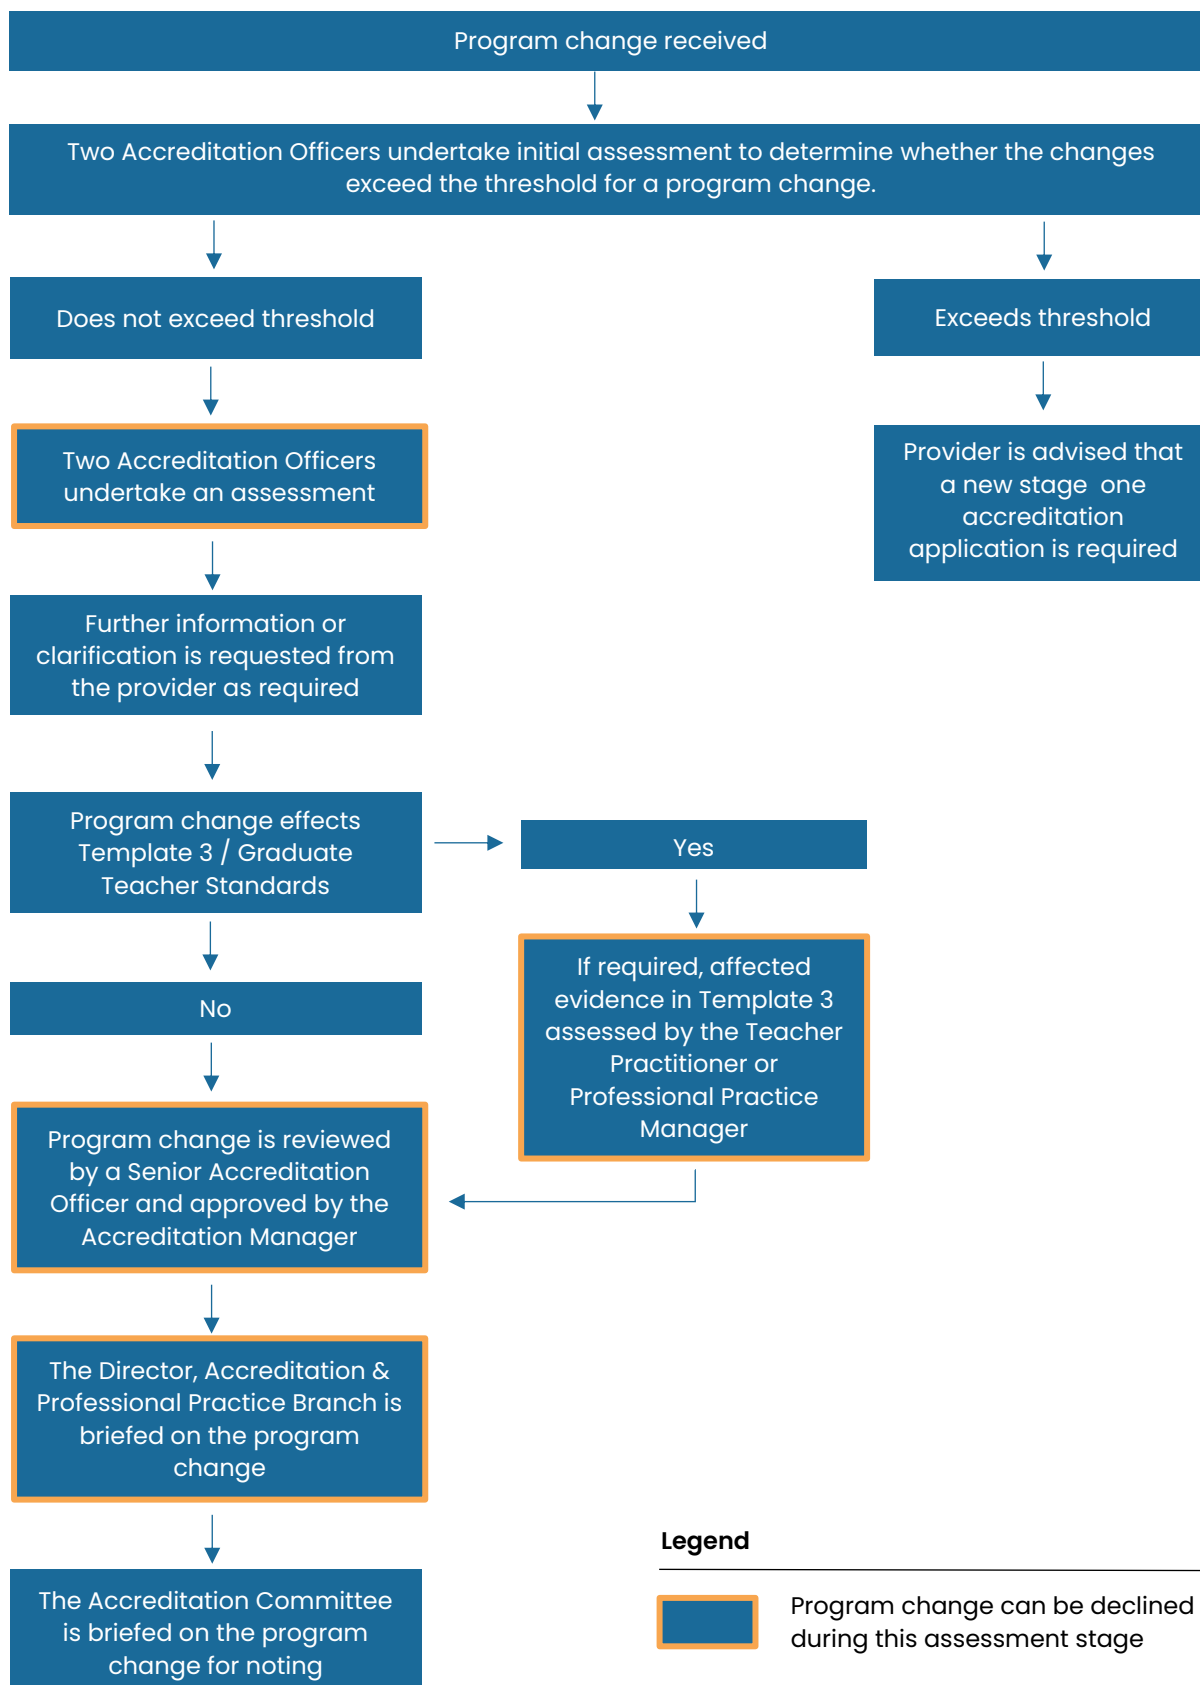 Program change received
Two Accreditation Officers undertake initial assessment to determine whether the changes
exceed the threshold for a program change.
Does not exceed threshold
Exceeds threshold
Two Accreditation Officers
undertake an assessment
Provider is advised that
a new stage one
accreditation
application is required
Further information or
clarification is requested from
the provider as required
Program change effects
Template 3 / Graduate
Teacher Standards
Yes
If required, affected
evidence in Template 3
assessed by the Teacher
Practitioner or
Professional Practice
Manager
No
Program change is reviewed
by a Senior Accreditation
Officer and approved by the
Accreditation Manager
The Director, Accreditation &
Professional Practice Branch is
briefed on the program
change
The Accreditation Committee
is briefed on the program
change for noting
Legend
Program change can be declined
during this assessment stage